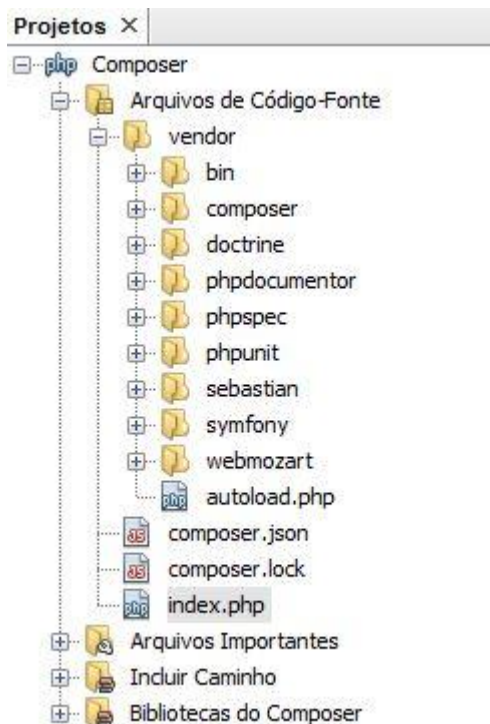 Projetos
Composer
Arquivos de Código-Fonte
vendor
bin
composer
doctrine
phpdocumentor
phpspec
phpunit
sebastian
symfony
webmozart
autoload.php
composer.json
composer.lock
index.php
Arquivos Importantes
Incluir Caminho
Bibliotecas do Composer